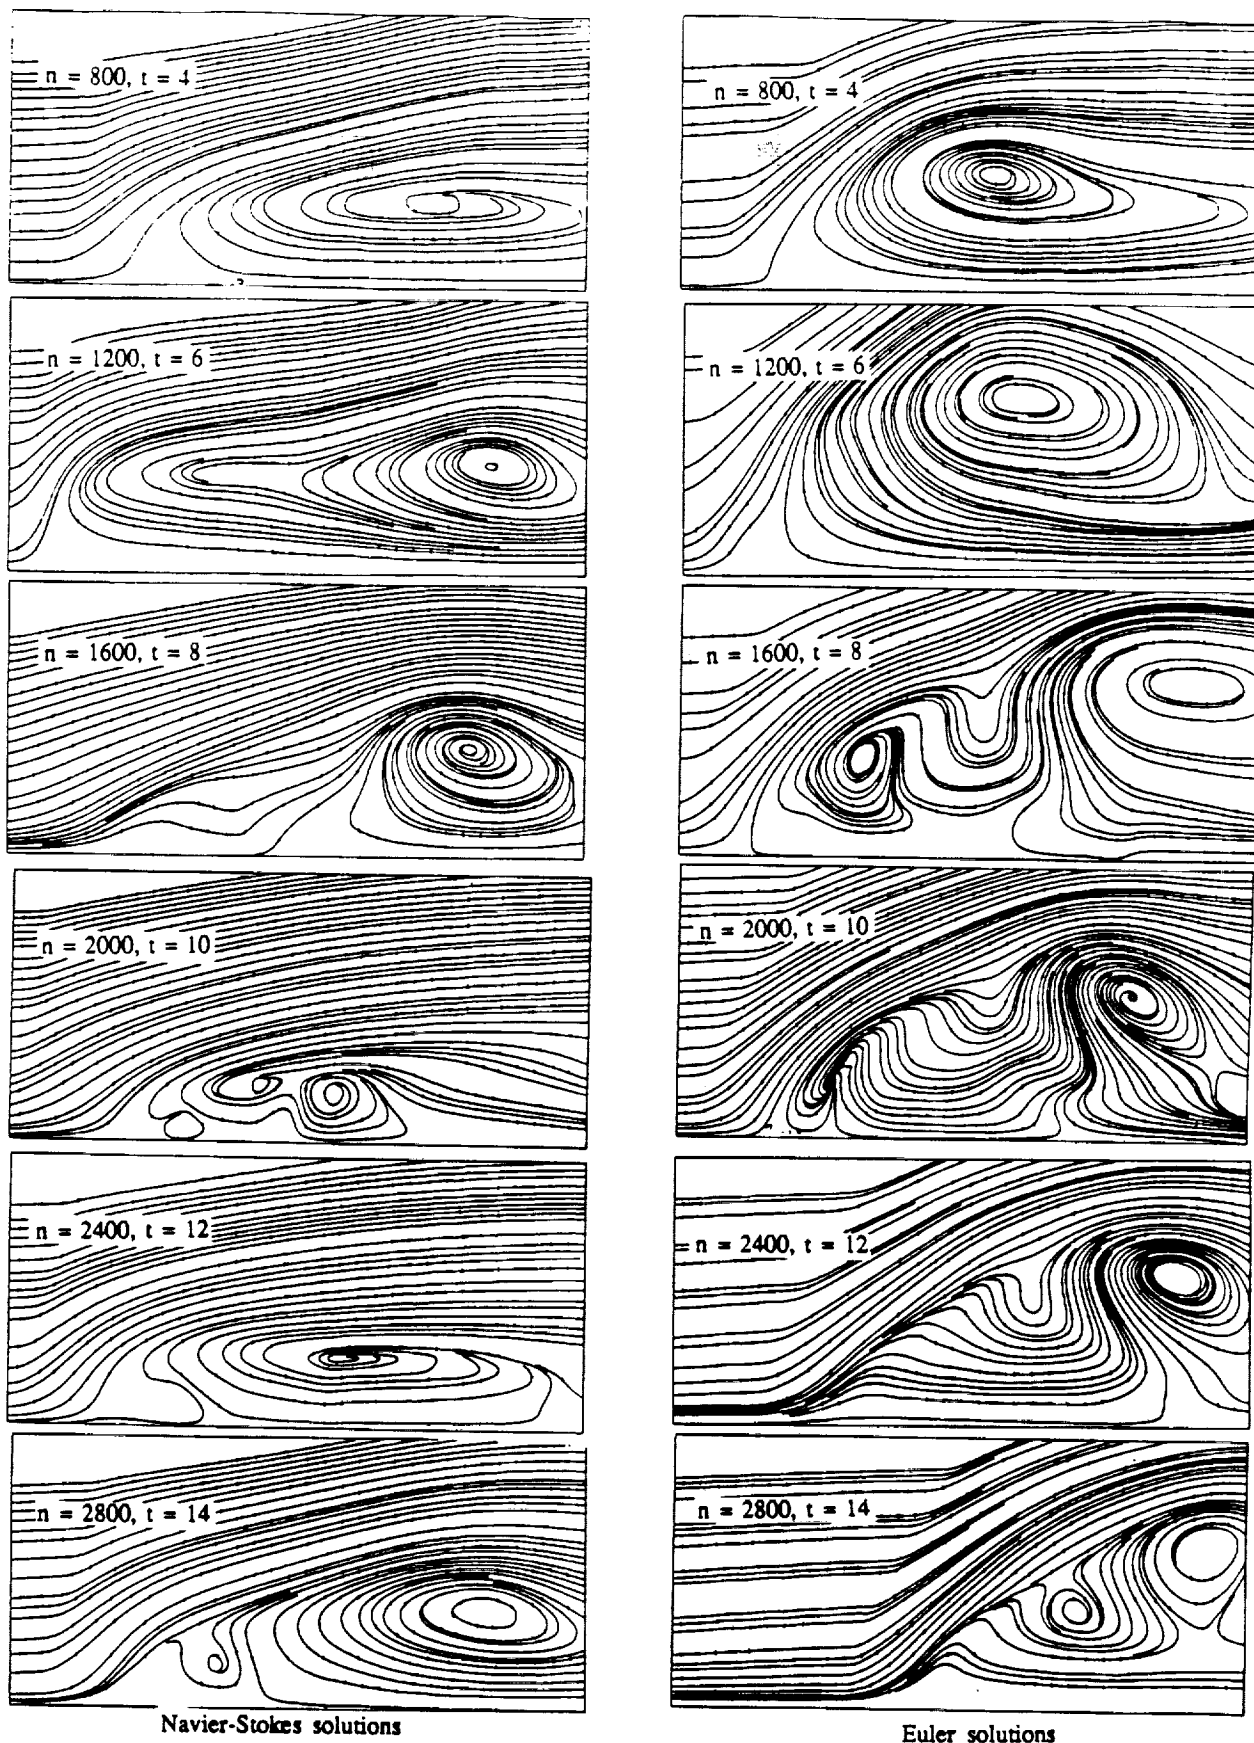 n = 800, t = 4
n = 800, t = 4
n = 1200, t = 6
n = 1200, t = 6
n = 1600, t = 8
n = 1600, t = 8
n = 2000, t = 10
n = 2000, t = 10
n = 2400, t = 12
n = 2400, t = 12
n = 2800, t = 14
n = 2800, t = 14
Navier-Stokes solutions
Euler solutions